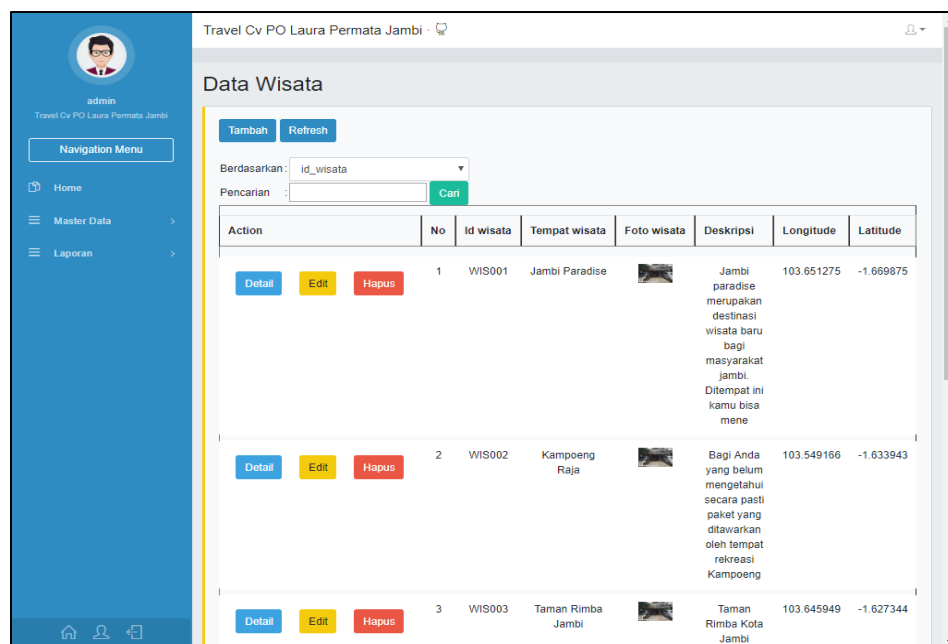 Travel Cv PO Laura Permata Jambi ·
admin
Travel Cv PO Laura Permata Jambi
Navigation Menu
Home
Master Data
Laporan
Data Wisata
Tambah Refresh
Berdasarkan : id_wisata
Pencarian : Cari
Action No Id wisata Tempat wisata Foto wisata Deskripsi Longitude Latitude
Detail Edit Hapus 1 WIS001 Jambi Paradise Jambi 103.651275 -1.669875
paradise
merupakan
destinasi
wisata baru
bagi
masyarakat
jambi.
Ditempat ini
kamu bisa
mene
Detail Edit Hapus 2 WIS002 Kampoeng Bagi Anda 103.549166 -1.633943
Raja yang belum
mengetahui
secara pasti
paket yang
ditawarkan
oleh tempat
rekreasi
Kampoeng
Detail Edit Hapus 3 WIS003 Taman Rimba Taman 103.645949 -1.627344
Jambi Rimba Kota
Jambi